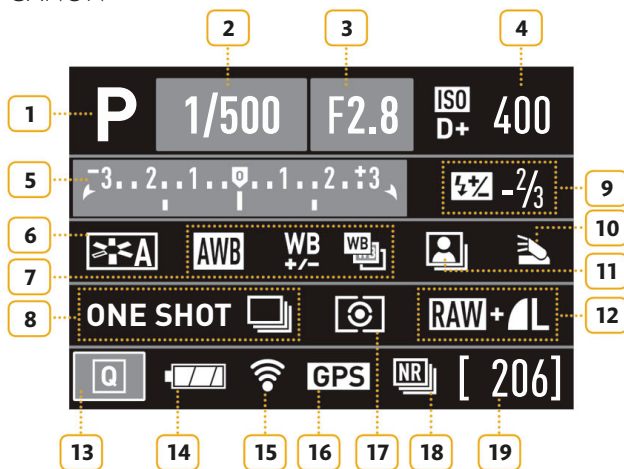 2 3 4
1 P 1/500 F2.8 ISO D+ 400
5 -3..2..1..0..1..2.+3 +/- -2/3 9
6 A AWB WB +/- WB 10
7 11
8 ONE SHOT RAW+L 12
Q GPS NR [ 206]
13 14 15 16 17 18 19